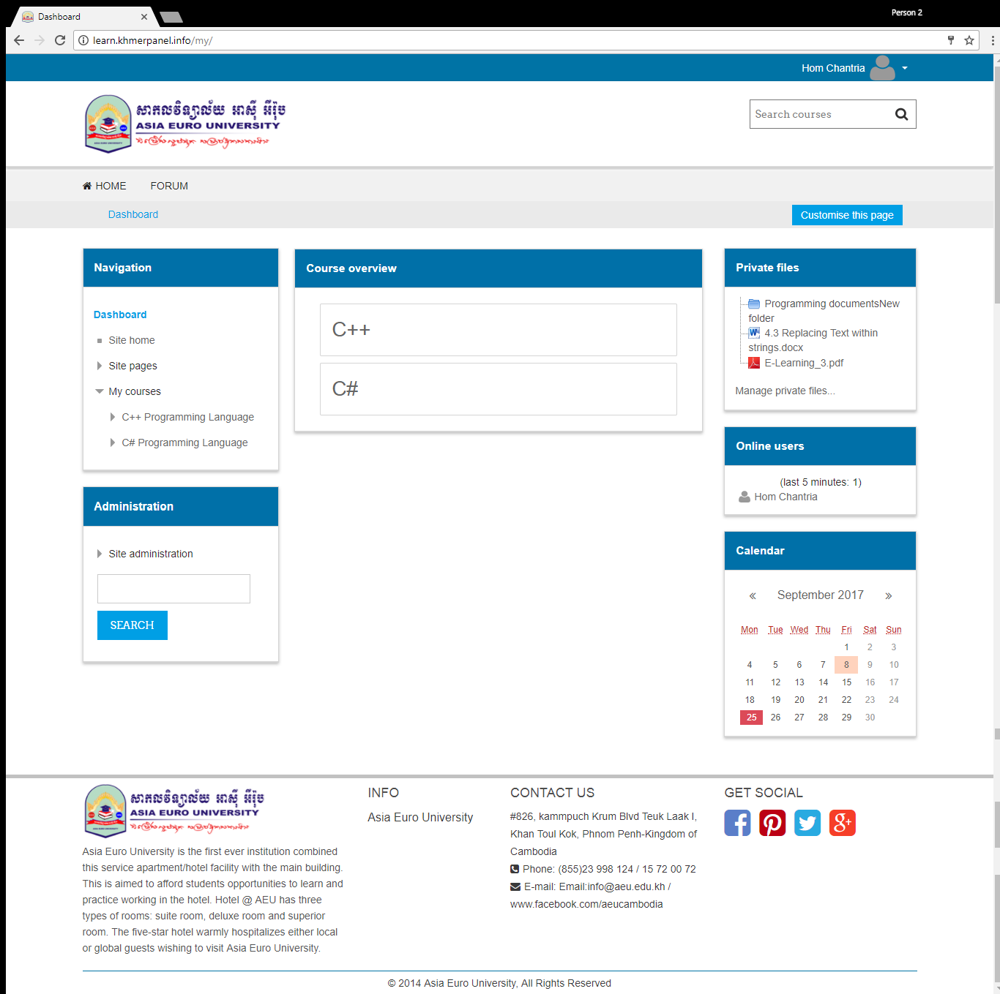 Person 2
Dashboard
learn.khmerpanel.info/my/
Hom Chantria
សាកលវិទ្យាល័យ អាស៊ី អឺរ៉ុប
ASIA EURO UNIVERSITY
Search courses
HOME FORUM
Dashboard
Customise this page
Navigation
Dashboard
Site home
Site pages
My courses
C++ Programming Language
C# Programming Language
Administration
Site administration
SEARCH
Course overview
C++
C#
Private files
Programming documentsNew
folder
4.3 Replacing Text within
strings.docx
E-Learning_3.pdf
Manage private files...
Online users
(last 5 minutes: 1)
Hom Chantria
Calendar
« September 2017 »
Mon Tue Wed Thu Fri Sat Sun
1 2 3
4 5 6 7 8 9 10
11 12 13 14 15 16 17
18 19 20 21 22 23 24
25 26 27 28 29 30
សាកលវិទ្យាល័យ អាស៊ី អឺរ៉ុប
ASIA EURO UNIVERSITY
Asia Euro University is the first ever institution combined
this service apartment/hotel facility with the main building.
This is aimed to afford students opportunities to learn and
practice working in the hotel. Hotel @ AEU has three
types of rooms: suite room, deluxe room and superior
room. The five-star hotel warmly hospitalizes either local
or global guests wishing to visit Asia Euro University.
INFO
Asia Euro University
CONTACT US
#826, kammpuch Krum Blvd Teuk Laak I,
Khan Toul Kok, Phnom Penh-Kingdom of
Cambodia
Phone: (855)23 998 124 / 15 72 00 72
E-mail: Email:info@aeu.edu.kh /
www.facebook.com/aeucambodia
GET SOCIAL
© 2014 Asia Euro University, All Rights Reserved